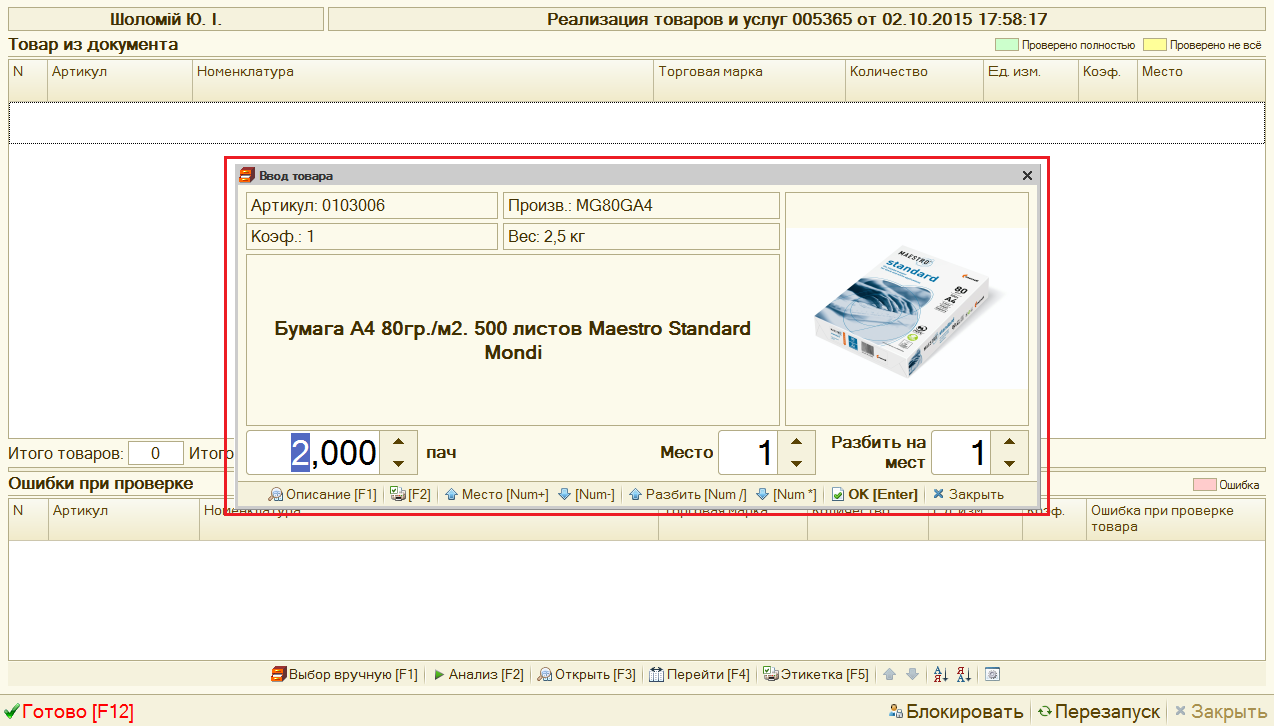 Шоломій Ю. І.
Реализация товаров и услуг 005365 от 02.10.2015 17:58:17
Товар из документа
Проверено полностью
Проверено не всё
N Артикул Номенклатура Торговая марка Количество Ед. изм. Коэф. Место
Ввод товара
Артикул: 0103006
Произв.: MG80GA4
Коэф.: 1
Вес: 2,5 кг
Бумага А4 80гр./м2. 500 листов Maestro Standard
Mondi
MAESTRO
standard
80
A4
2,000 пач
Место 1
Разбить на
мест 1
Описание [F1] [F2] Место [Num+] [Num-] Разбить [Num /] [Num *] OK [Enter] Закрыть
Итого товаров: 0 Итого
Ошибки при проверке
Ошибка
N Артикул Номенклатура Торговая марка Количество Ед. изм. Коэф. Ошибка при проверке
товара
Выбор вручную [F1] Анализ [F2] Открыть [F3] Перейти [F4] Этикетка [F5]
Готово [F12]
Блокировать Перезапуск Закрыть